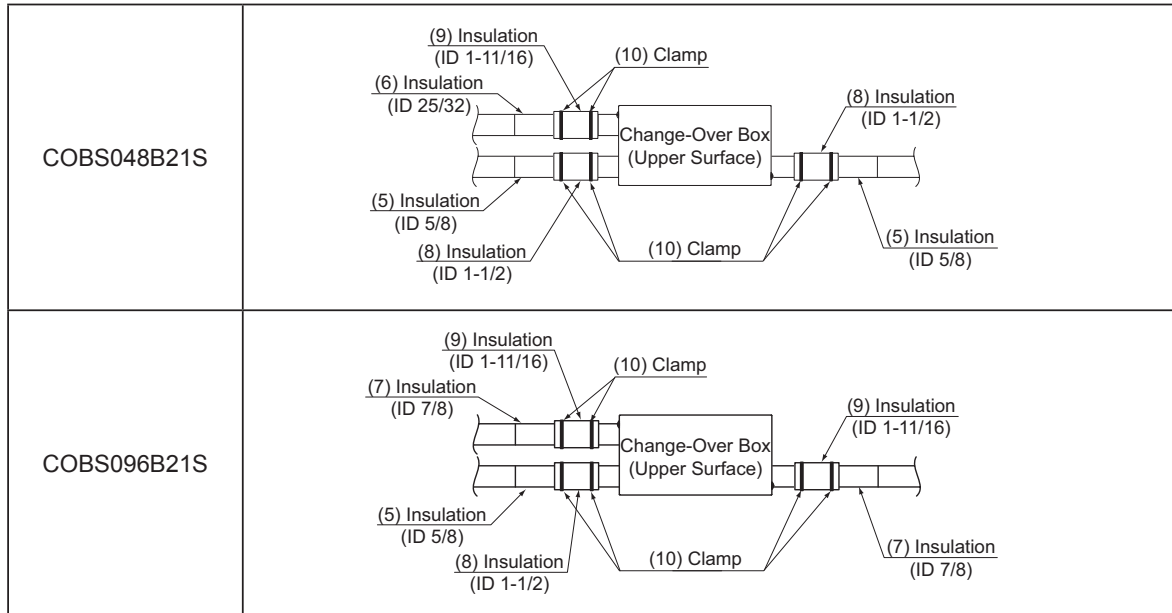 COBS048B21S
(9) Insulation
(ID 1-11/16)
(10) Clamp
(6) Insulation
(ID 25/32)
(8) Insulation
(ID 1-1/2)
Change-Over Box
(Upper Surface)
(5) Insulation
(ID 5/8)
(8) Insulation
(ID 1-1/2)
(10) Clamp
(5) Insulation
(ID 5/8)
COBS096B21S
(9) Insulation
(ID 1-11/16)
(10) Clamp
(7) Insulation
(ID 7/8)
(9) Insulation
(ID 1-11/16)
Change-Over Box
(Upper Surface)
(5) Insulation
(ID 5/8)
(8) Insulation
(ID 1-1/2)
(10) Clamp
(7) Insulation
(ID 7/8)